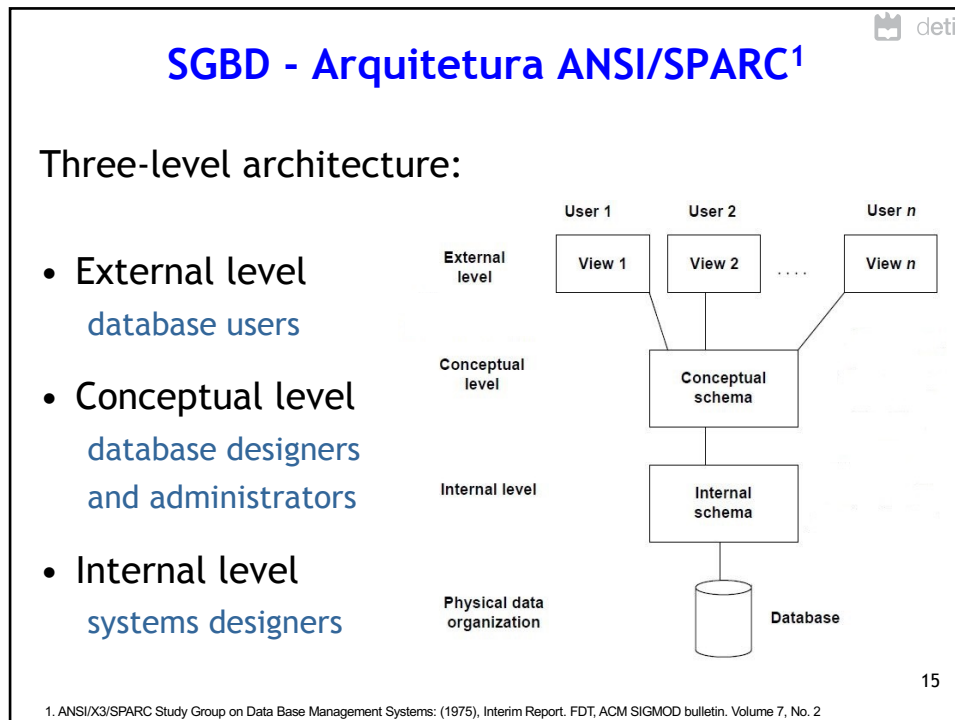 deti
SGBD - Arquitetura ANSI/SPARC1
Three-level architecture:
• External level
database users
• Conceptual level
database designers
and administrators
• Internal level
systems designers
User 1
User 2
User n
External
level
View 1
View 2
. . . .
View n
Conceptual
level
Conceptual
schema
Internal level
Internal
schema
Physical data
organization
Database
15
1. ANSI/X3/SPARC Study Group on Data Base Management Systems: (1975), Interim Report. FDT, ACM SIGMOD bulletin. Volume 7, No. 2